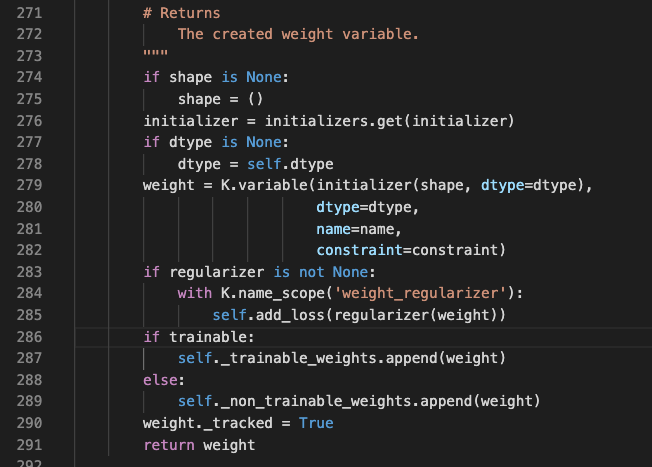 271 # Returns
272 The created weight variable.
273 """
274 if shape is None:
275 shape = ()
276 initializer = initializers.get(initializer)
277 if dtype is None:
278 dtype = self.dtype
279 weight = K.variable(initializer(shape, dtype=dtype),
280 dtype=dtype,
281 name=name,
282 constraint=constraint)
283 if regularizer is not None:
284 with K.name_scope('weight_regularizer'):
285 self.add_loss(regularizer(weight))
286 if trainable:
287 self._trainable_weights.append(weight)
288 else:
289 self._non_trainable_weights.append(weight)
290 weight._tracked = True
291 return weight
292